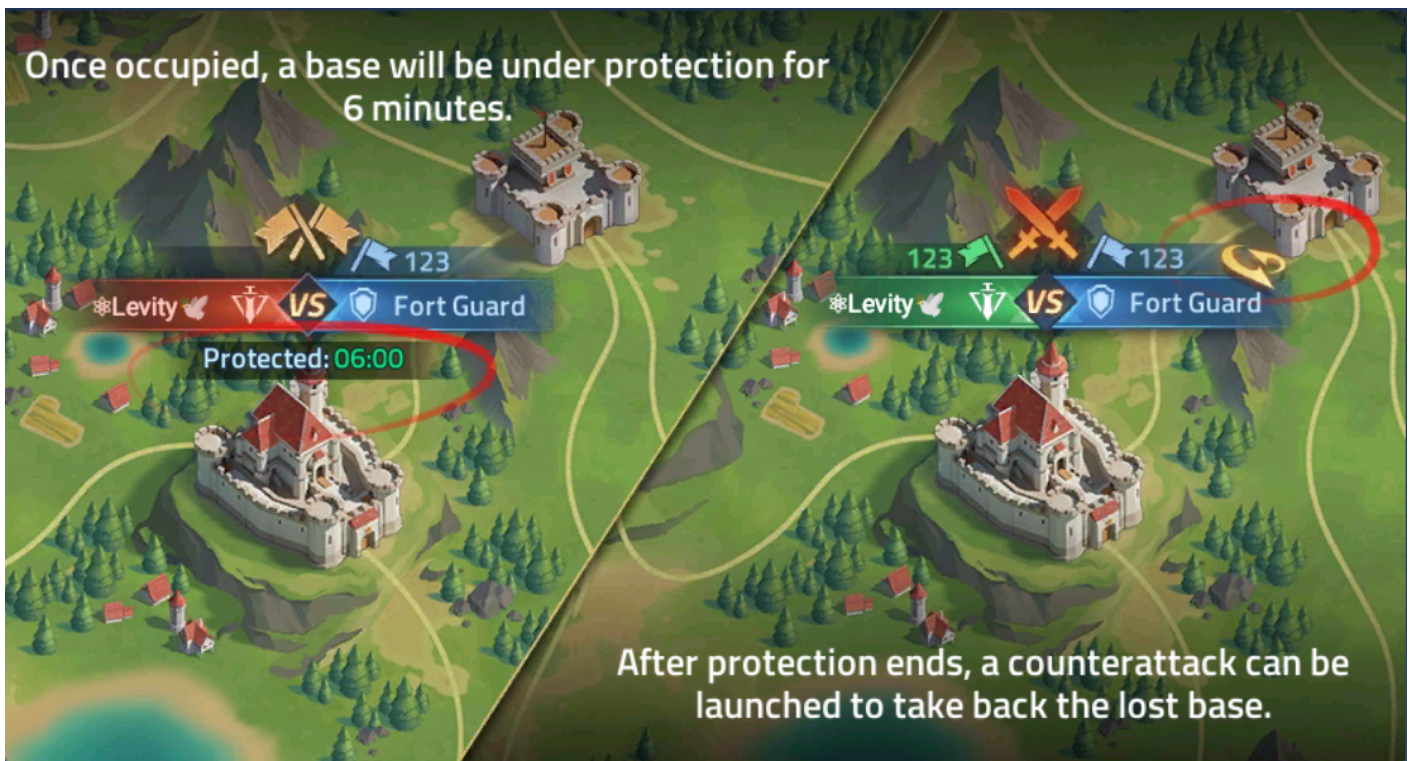 Once occupied, a base will be under protection for
6 minutes.
123
⚛Levity🕊 VS Fort Guard
Protected: 06:00
123 123
⚛Levity🕊 VS Fort Guard
After protection ends, a counterattack can be
launched to take back the lost base.